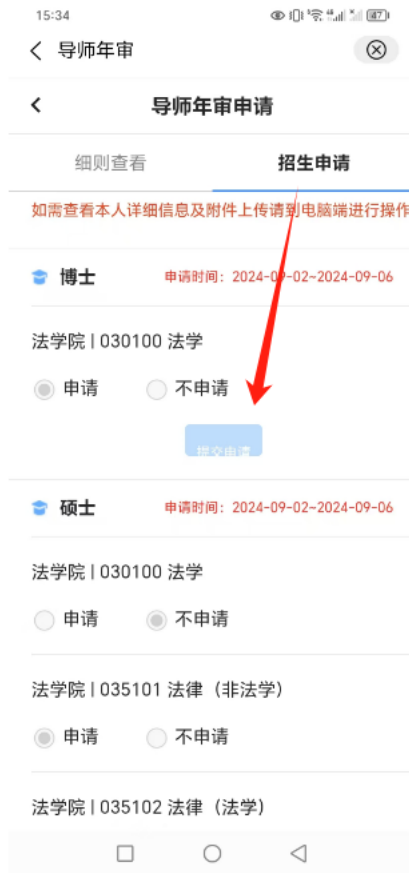 15:34
47
导师年审
导师年审申请
细则查看
招生申请
如需查看本人详细信息及附件上传请到电脑端进行操作
博士
申请时间：2024-09-02~2024-09-06
法学院 | 030100 法学
申请
不申请
提交申请
硕士
申请时间：2024-09-02~2024-09-06
法学院 | 030100 法学
申请
不申请
法学院 | 035101 法律（非法学）
申请
不申请
法学院 | 035102 法律（法学）